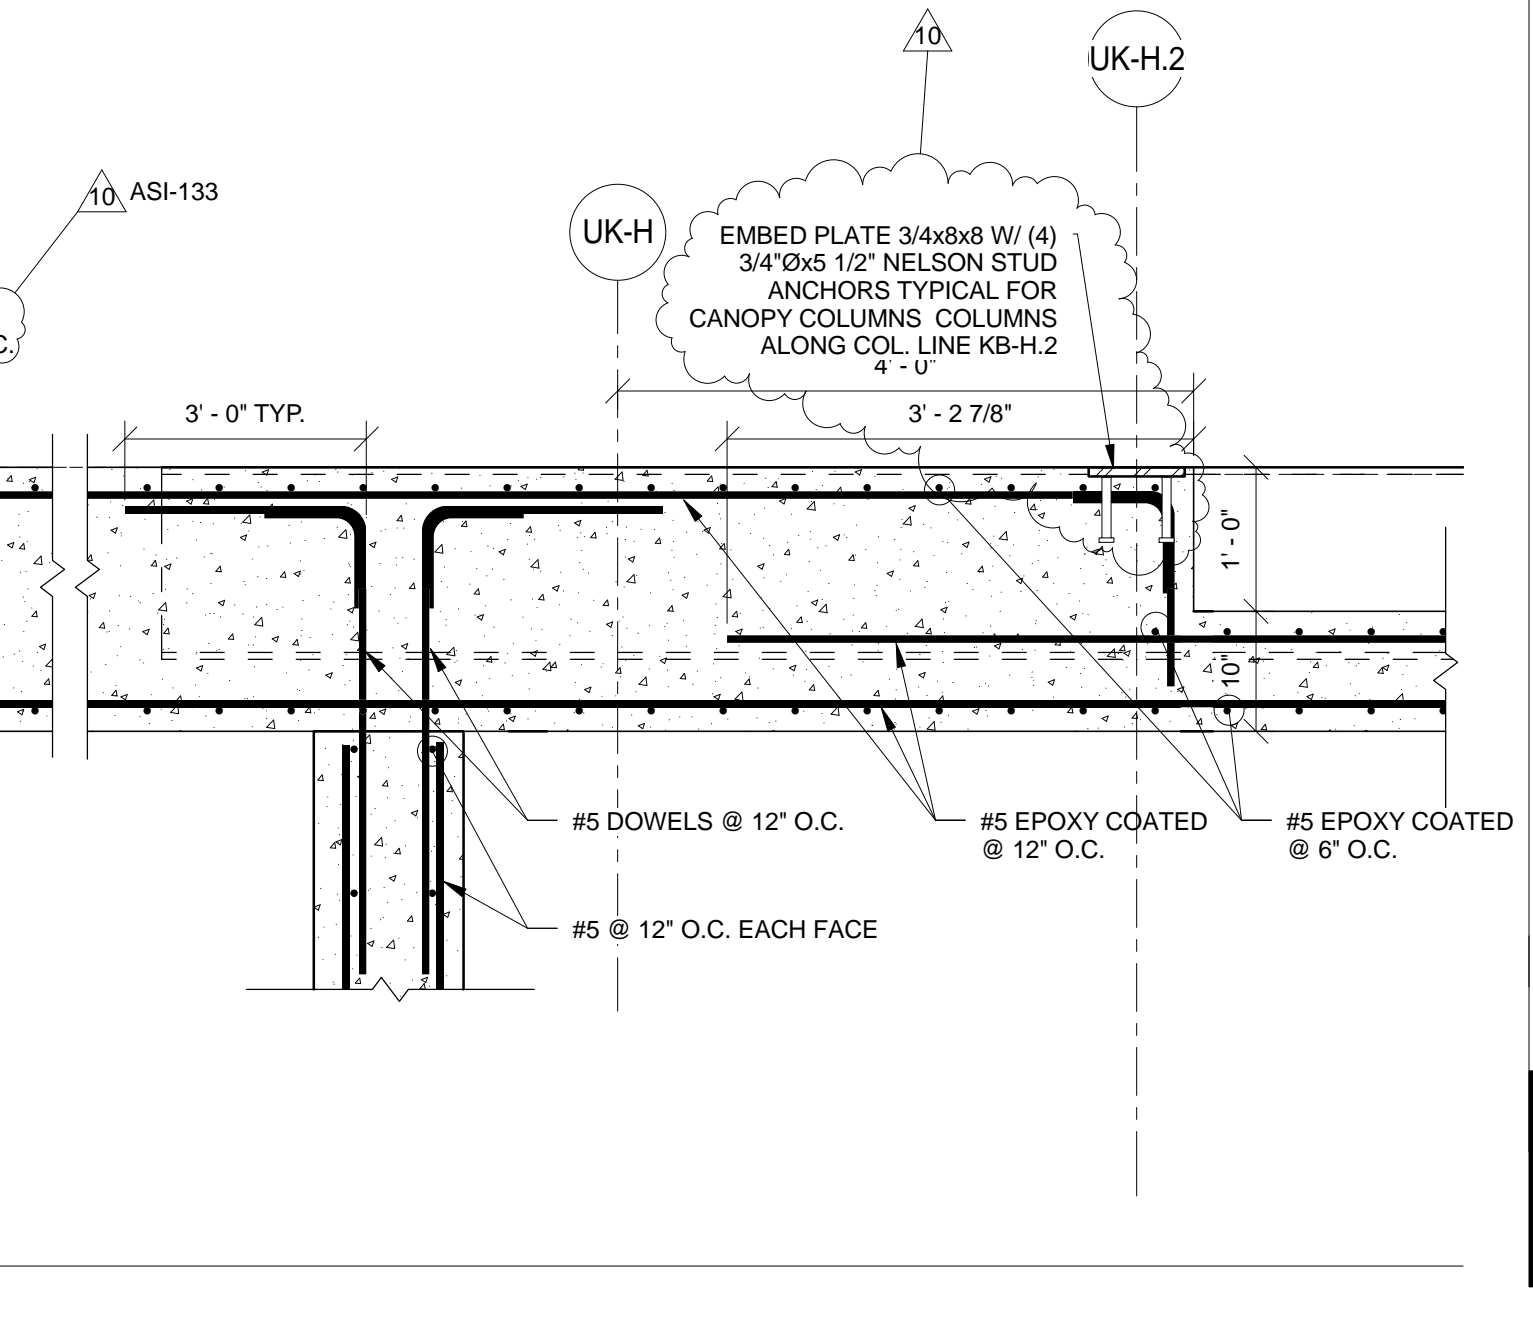 10
UK-H.2
10 ASI-133
UK-H
EMBED PLATE 3/4x8x8 W/ (4)
3/4"Øx5 1/2" NELSON STUD
ANCHORS TYPICAL FOR
CANOPY COLUMNS  COLUMNS
ALONG COL. LINE KB-H.2
C.
4' - 0"
3' - 0" TYP.
3' - 2 7/8"
1' - 0"
10"
#5 DOWELS @ 12" O.C.
#5 EPOXY COATED
@ 12" O.C.
#5 EPOXY COATED
@ 6" O.C.
#5 @ 12" O.C. EACH FACE